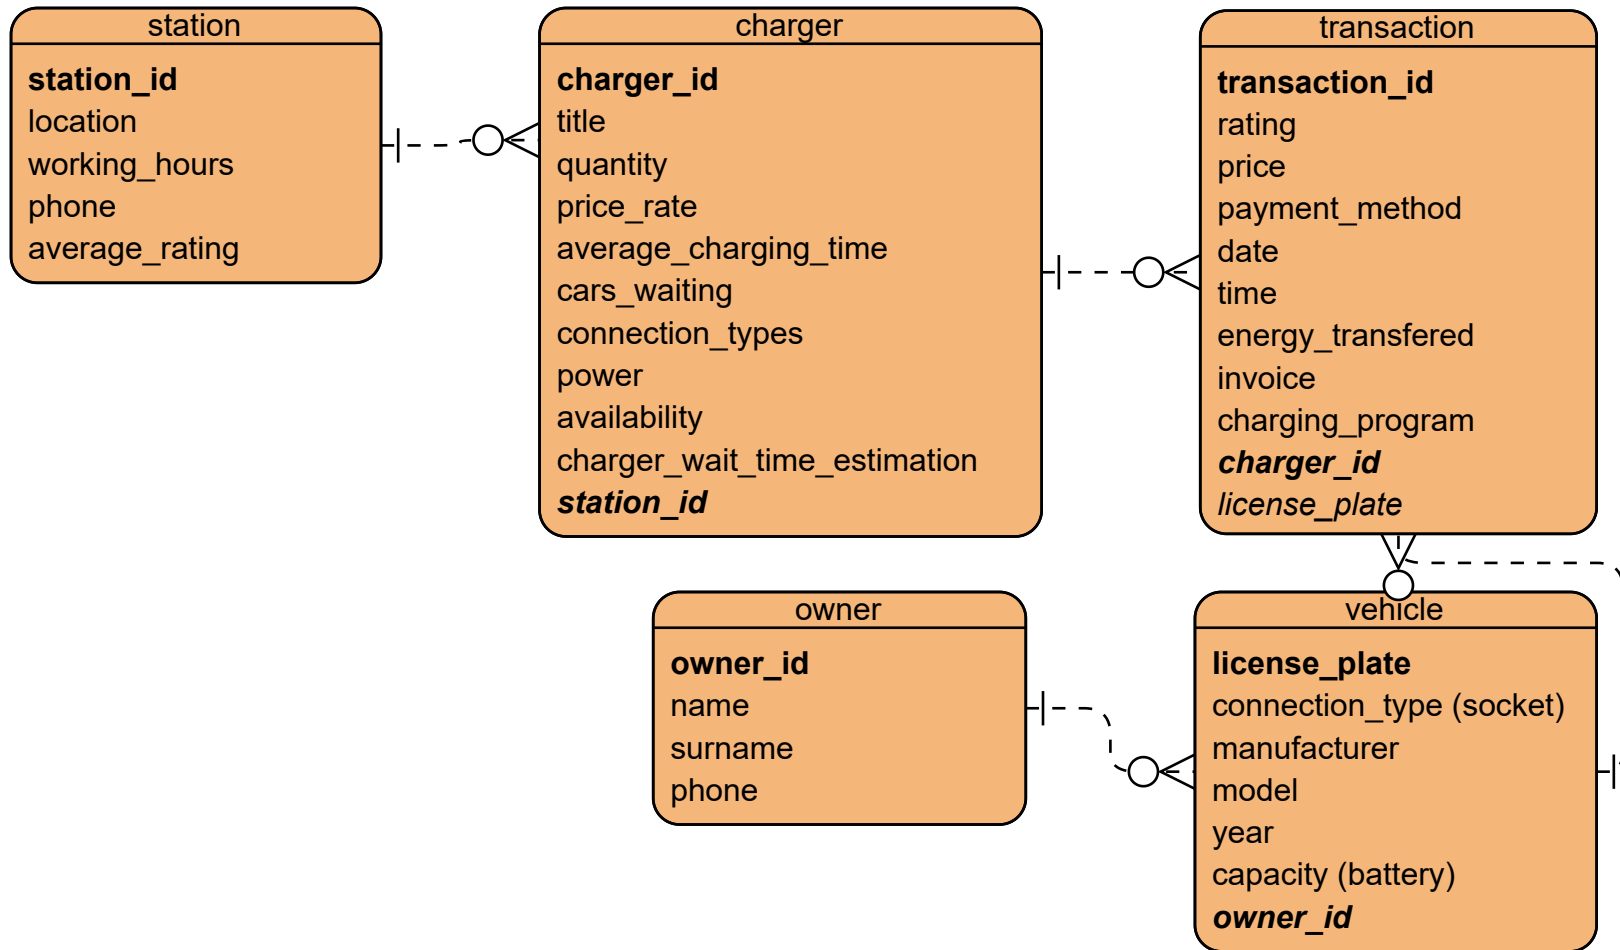 station
station_id
location
working_hours
phone
average_rating
charger
charger_id
title
quantity
price_rate
average_charging_time
cars_waiting
connection_types
power
availability
charger_wait_time_estimation
station_id
transaction
transaction_id
rating
price
payment_method
date
time
energy_transfered
invoice
charging_program
charger_id
license_plate
owner
owner_id
name
surname
phone
vehicle
license_plate
connection_type (socket)
manufacturer
model
year
capacity (battery)
owner_id